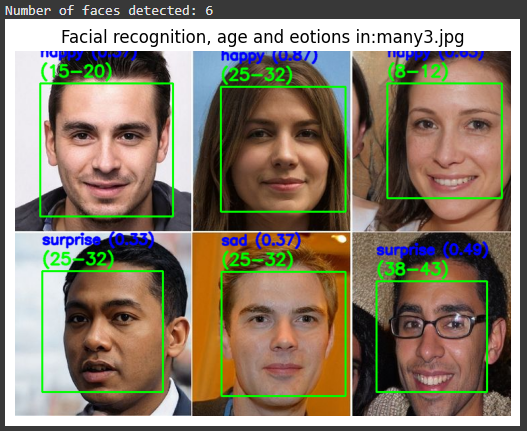 Number of faces detected: 6
Facial recognition, age and eotions in:many3.jpg
happy (0.57)
(15-20)
happy (0.87)
(25-32)
happy (0.65)
(8-12)
surprise (0.33)
(25-32)
sad (0.37)
(25-32)
surprise (0.49)
(38-43)